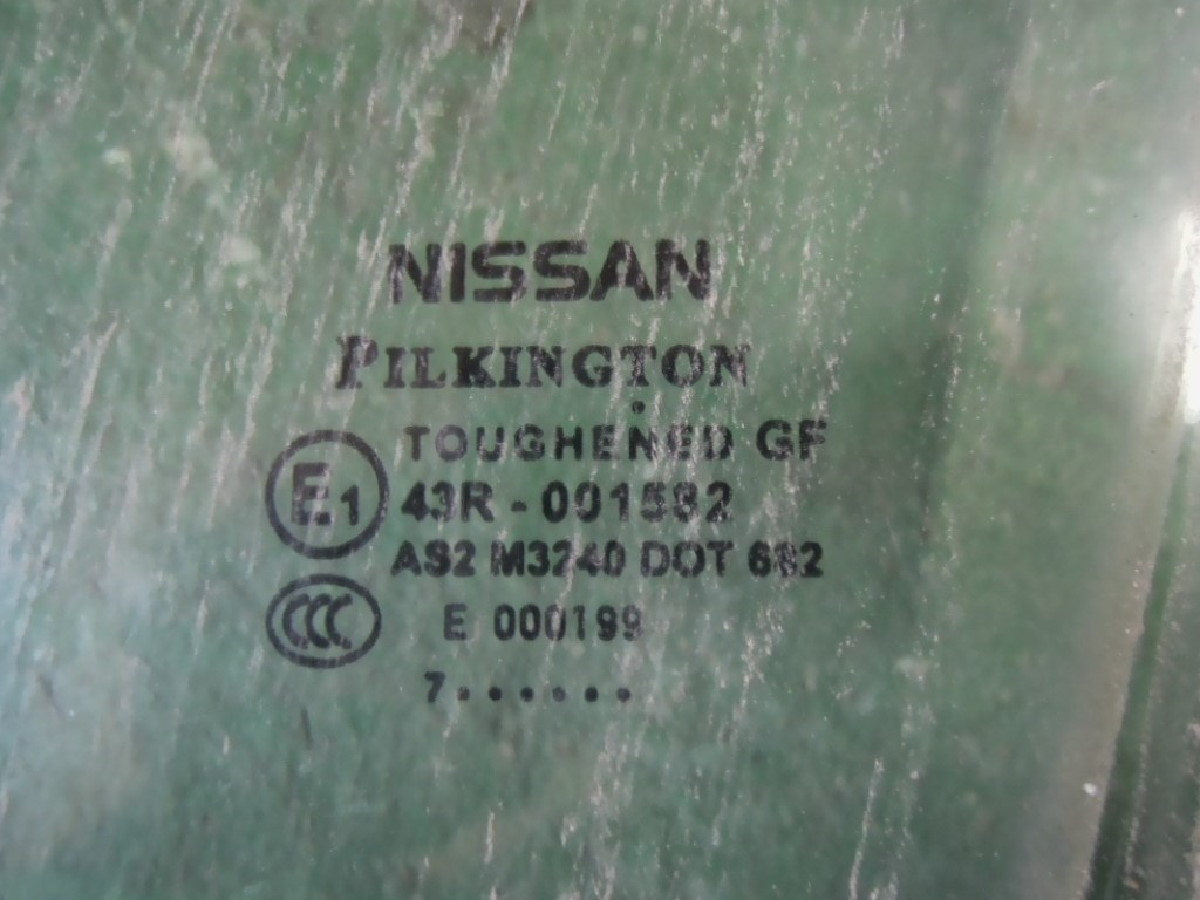 NISSAN
PILKINGTON
TOUGHENED GF
E1 43R - 001582
AS2 M3240 DOT 682
CCC E 000199
7......